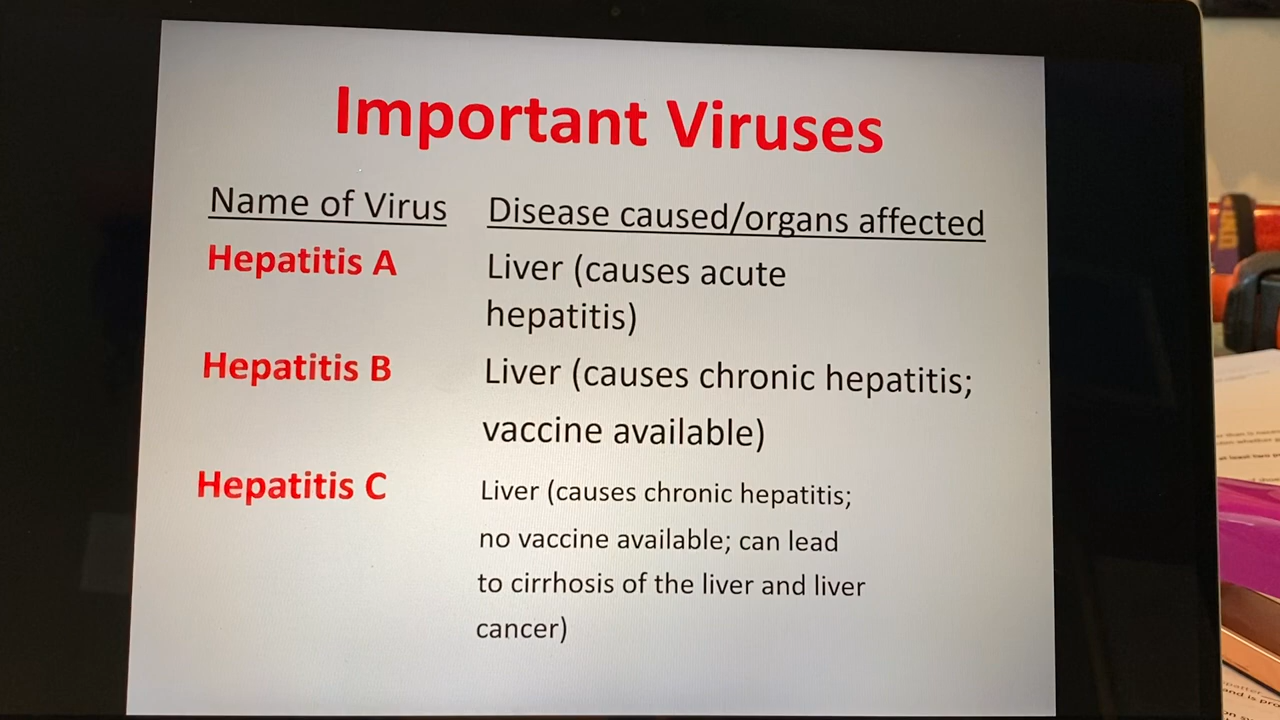 Important Viruses
Name of Virus Disease caused/organs affected
Hepatitis A Liver (causes acute
hepatitis)
Hepatitis B Liver (causes chronic hepatitis;
vaccine available)
Hepatitis C Liver (causes chronic hepatitis;
no vaccine available; can lead
to cirrhosis of the liver and liver
cancer)